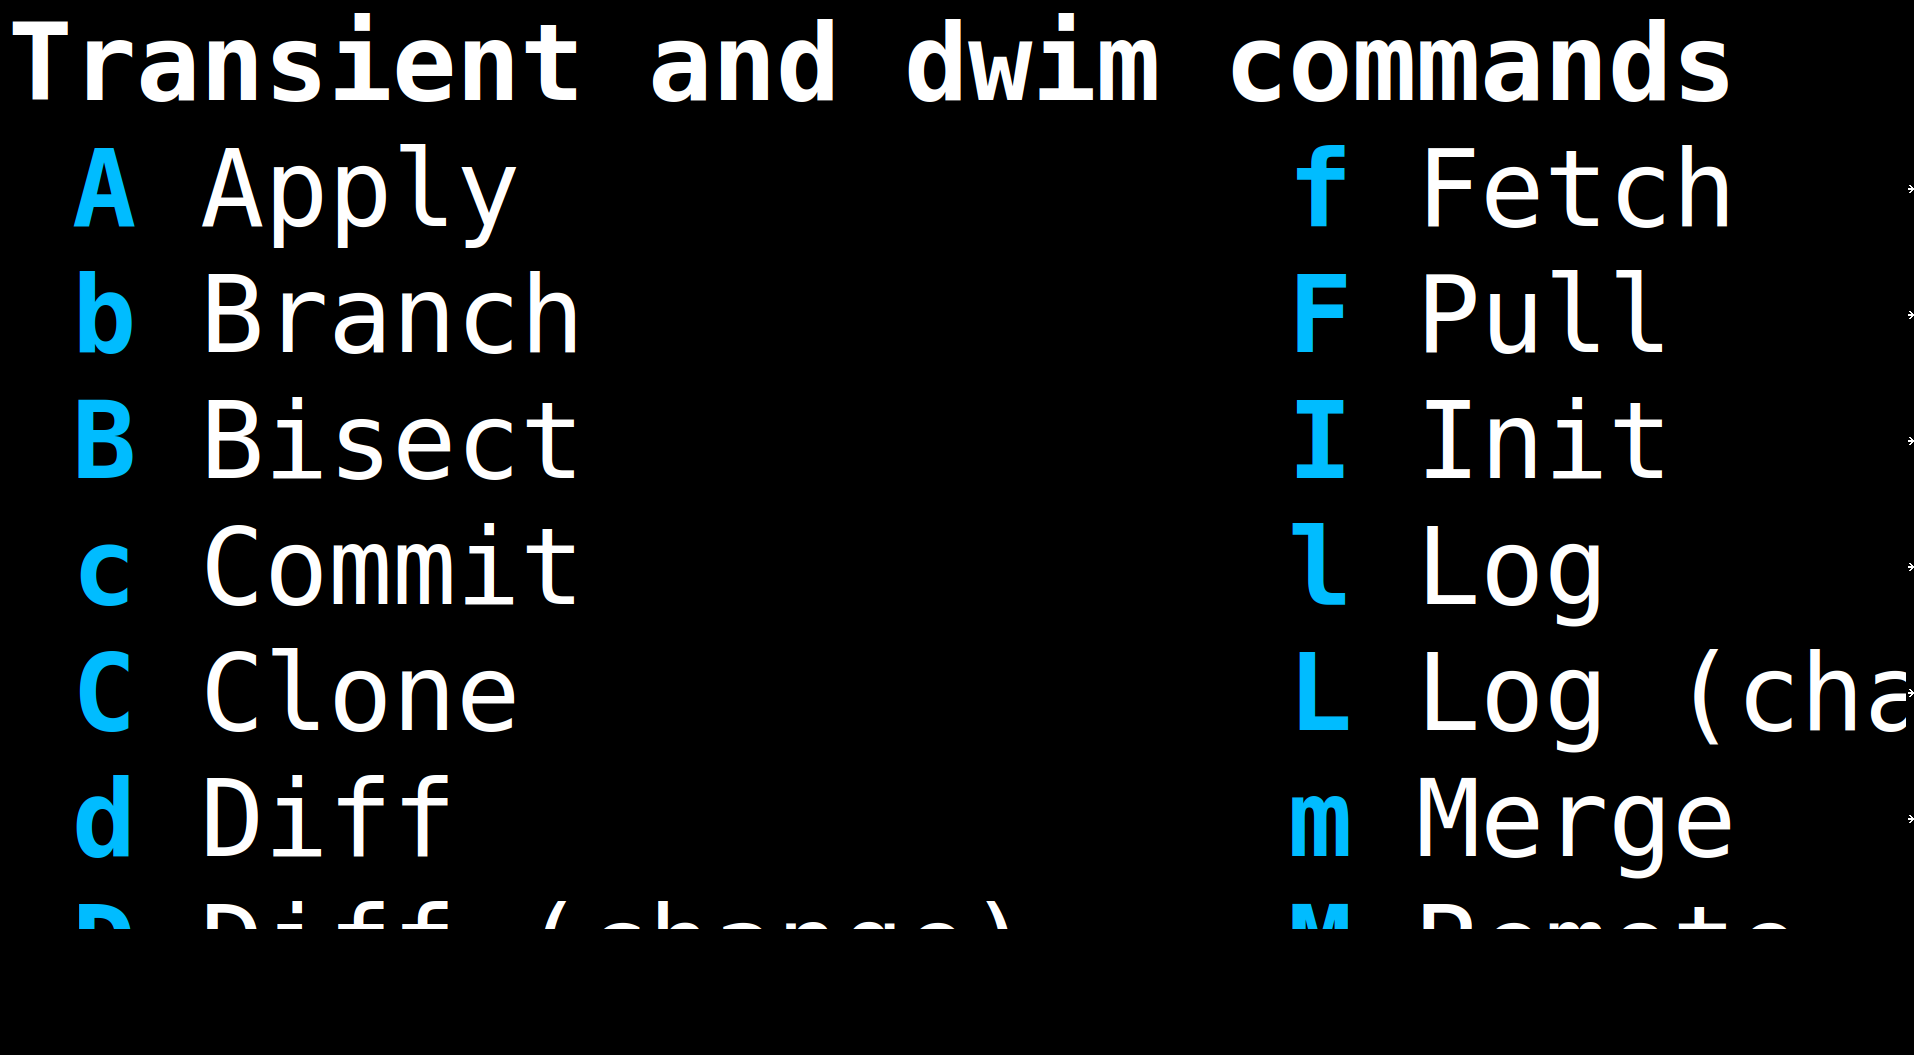 Transient and dwim commands
A Apply f Fetch
b Branch F Pull
B Bisect I Init
c Commit l Log
C Clone L Log (cha
d Diff m Merge
D Diff (change) M Remote